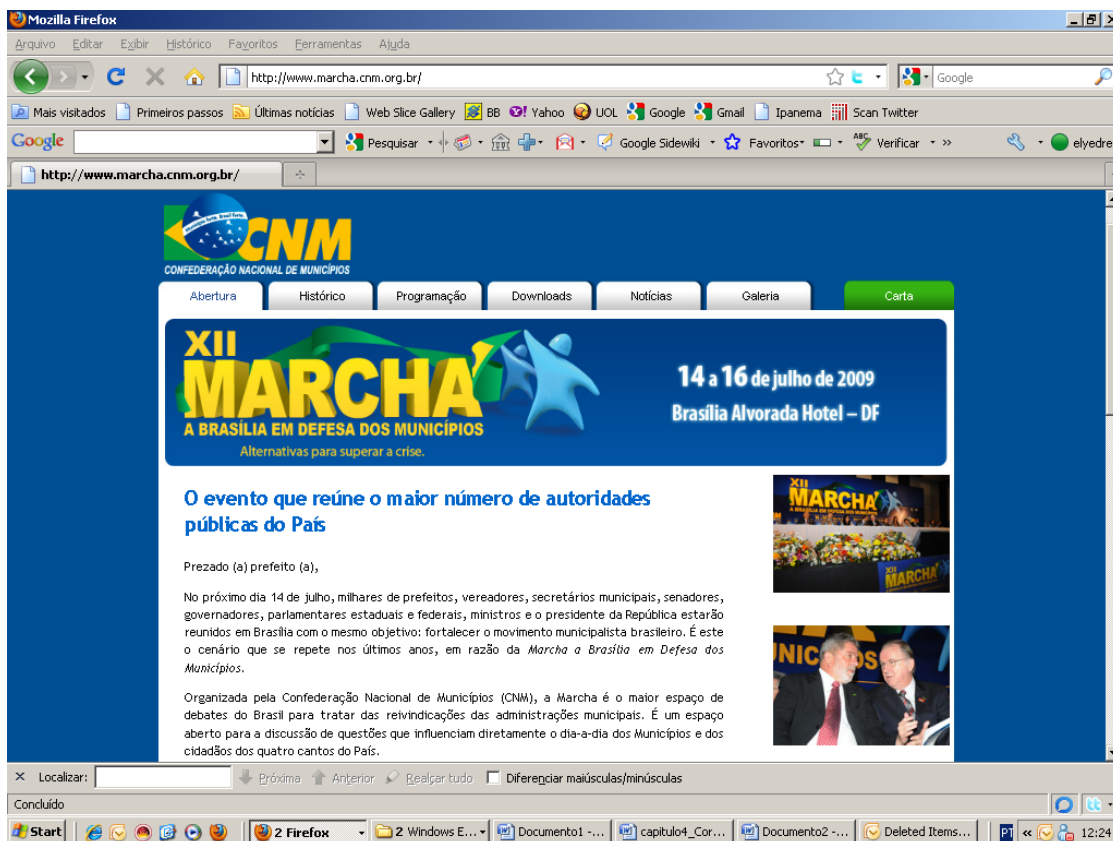 Mozilla Firefox
Arquivo Editar Exibir Histórico Favoritos Ferramentas Ajuda
http://www.marcha.cnm.org.br/
Google
Mais visitados Primeiros passos Últimas notícias Web Slice Gallery BB Yahoo UOL Google Gmail Ipanema Scan Twitter
Google Pesquisar Google Sidewiki Favoritos ABC Verificar » elyedre
http://www.marcha.cnm.org.br/
CNM
CONFEDERAÇÃO NACIONAL DE MUNICÍPIOS
Abertura Histórico Programação Downloads Notícias Galeria Carta
XII
MARCHA
A BRASÍLIA EM DEFESA DOS MUNICÍPIOS
Alternativas para superar a crise.
14 a 16 de julho de 2009
Brasília Alvorada Hotel – DF
O evento que reúne o maior número de autoridades
públicas do País
Prezado (a) prefeito (a),
No próximo dia 14 de julho, milhares de prefeitos, vereadores, secretários municipais, senadores,
governadores, parlamentares estaduais e federais, ministros e o presidente da República estarão
reunidos em Brasília com o mesmo objetivo: fortalecer o movimento municipalista brasileiro. É este
o cenário que se repete nos últimos anos, em razão da Marcha a Brasília em Defesa dos
Municípios.
Organizada pela Confederação Nacional de Municípios (CNM), a Marcha é o maior espaço de
debates do Brasil para tratar das reivindicações das administrações municipais. É um espaço
aberto para a discussão de questões que influenciam diretamente o dia-a-dia dos Municípios e dos
cidadãos dos quatro cantos do País.
XII
MARCHA
XII
MARCHA
Localizar: Próxima Anterior Realçar tudo Diferenciar maiúsculas/minúsculas
Concluído
Start 2 Firefox 2 Windows E... Documento1 -... capitulo4_Cor... Documento2 -... Deleted Items... PT « 12:24